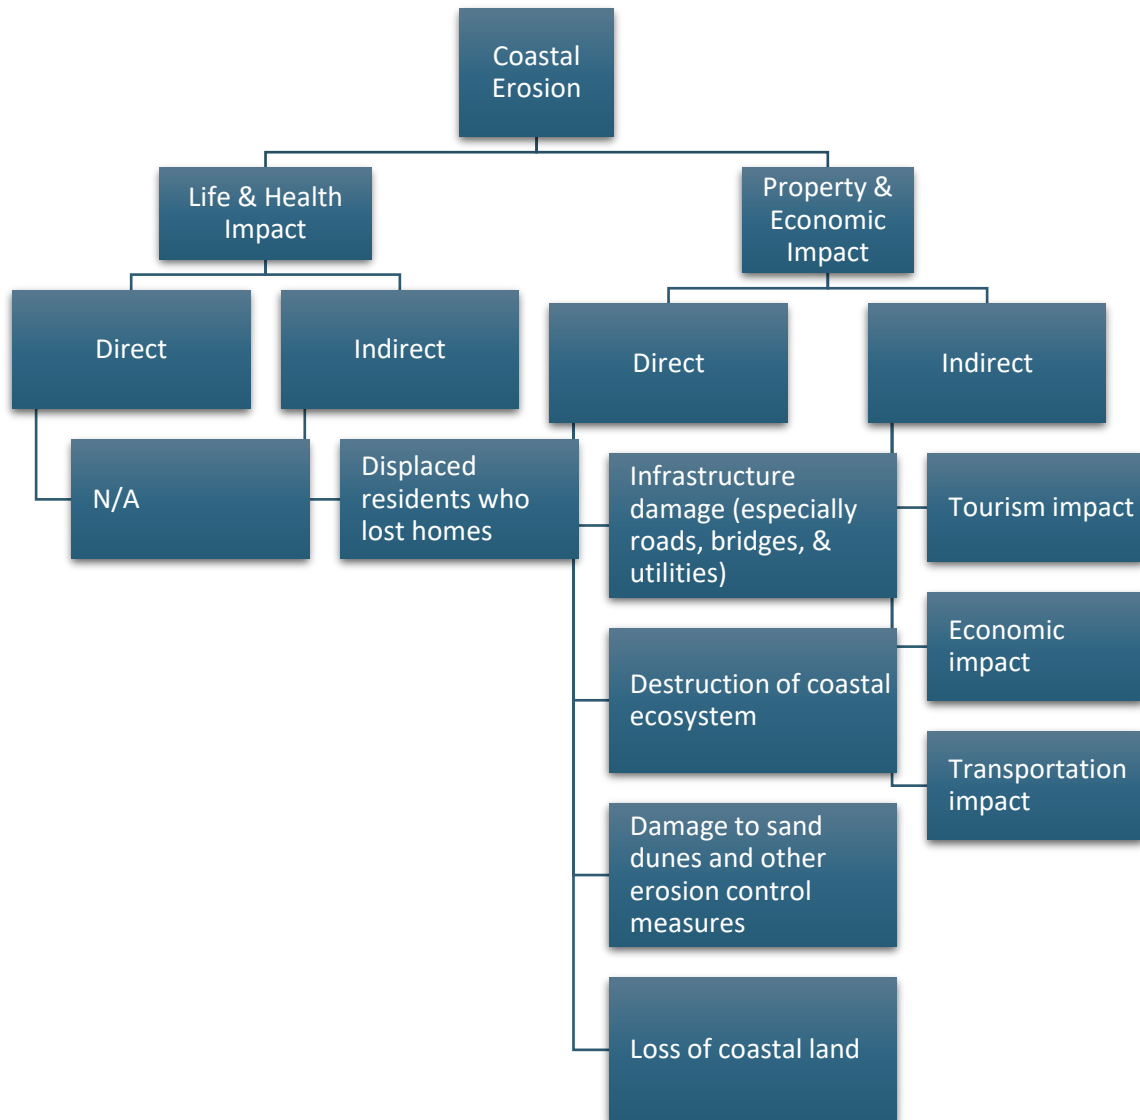 Coastal
Erosion
Life & Health
Impact
Property &
Economic
Impact
Direct
Indirect
Direct
Indirect
N/A
Displaced
residents who
lost homes
Infrastructure
damage (especially
roads, bridges, &
utilities)
Destruction of coastal
ecosystem
Damage to sand
dunes and other
erosion control
measures
Loss of coastal land
Tourism impact
Economic
impact
Transportation
impact